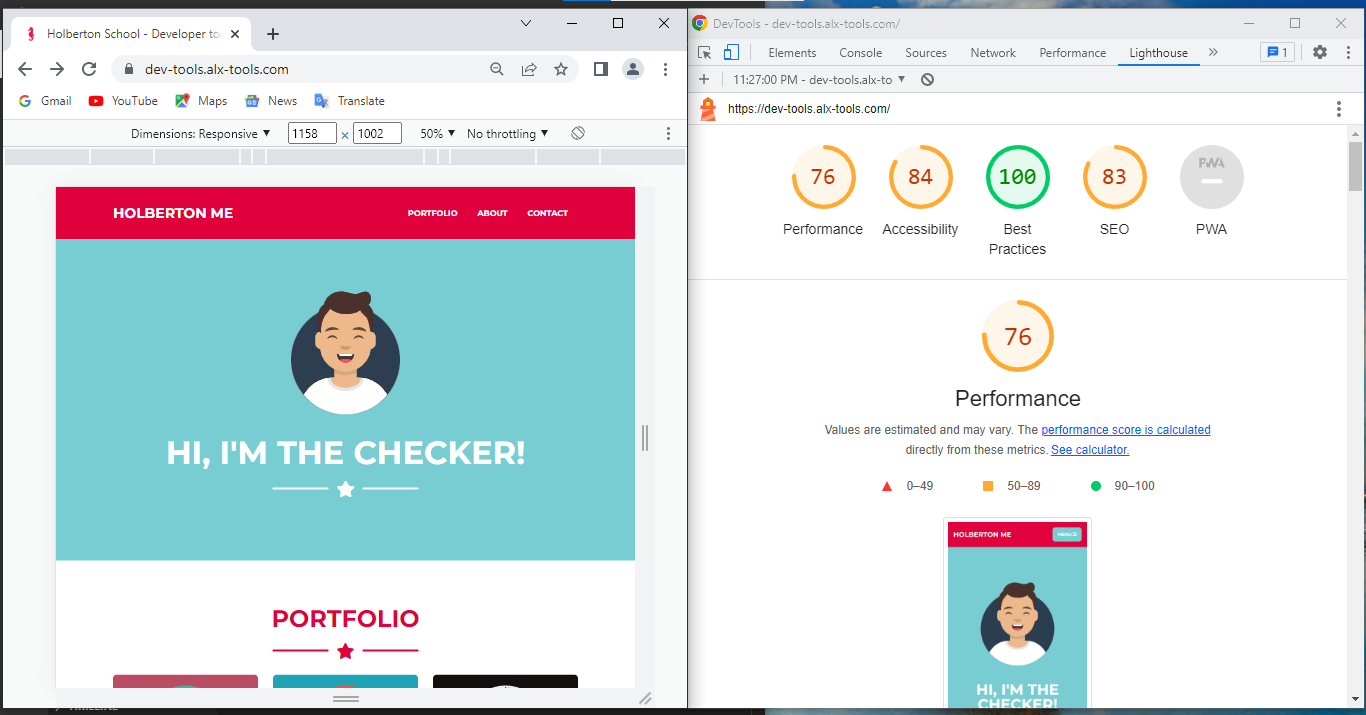 Holberton School - Developer to
dev-tools.alx-tools.com
Gmail YouTube Maps News Translate
Dimensions: Responsive ▼ 1158 × 1002 50% ▼ No throttling ▼
HOLBERTON ME PORTFOLIO ABOUT CONTACT
HI, I'M THE CHECKER!
PORTFOLIO
TIMELINE
DevTools - dev-tools.alx-tools.com/
Elements Console Sources Network Performance Lighthouse » 1
11:27:00 PM - dev-tools.alx-to ▼
https://dev-tools.alx-tools.com/
76 84 100 83 PWA
Performance Accessibility Best Practices SEO PWA
76
Performance
Values are estimated and may vary. The performance score is calculated
directly from these metrics. See calculator.
0–49 50–89 90–100
HOLBERTON ME MENU
HI, I'M THE
CHECKER!